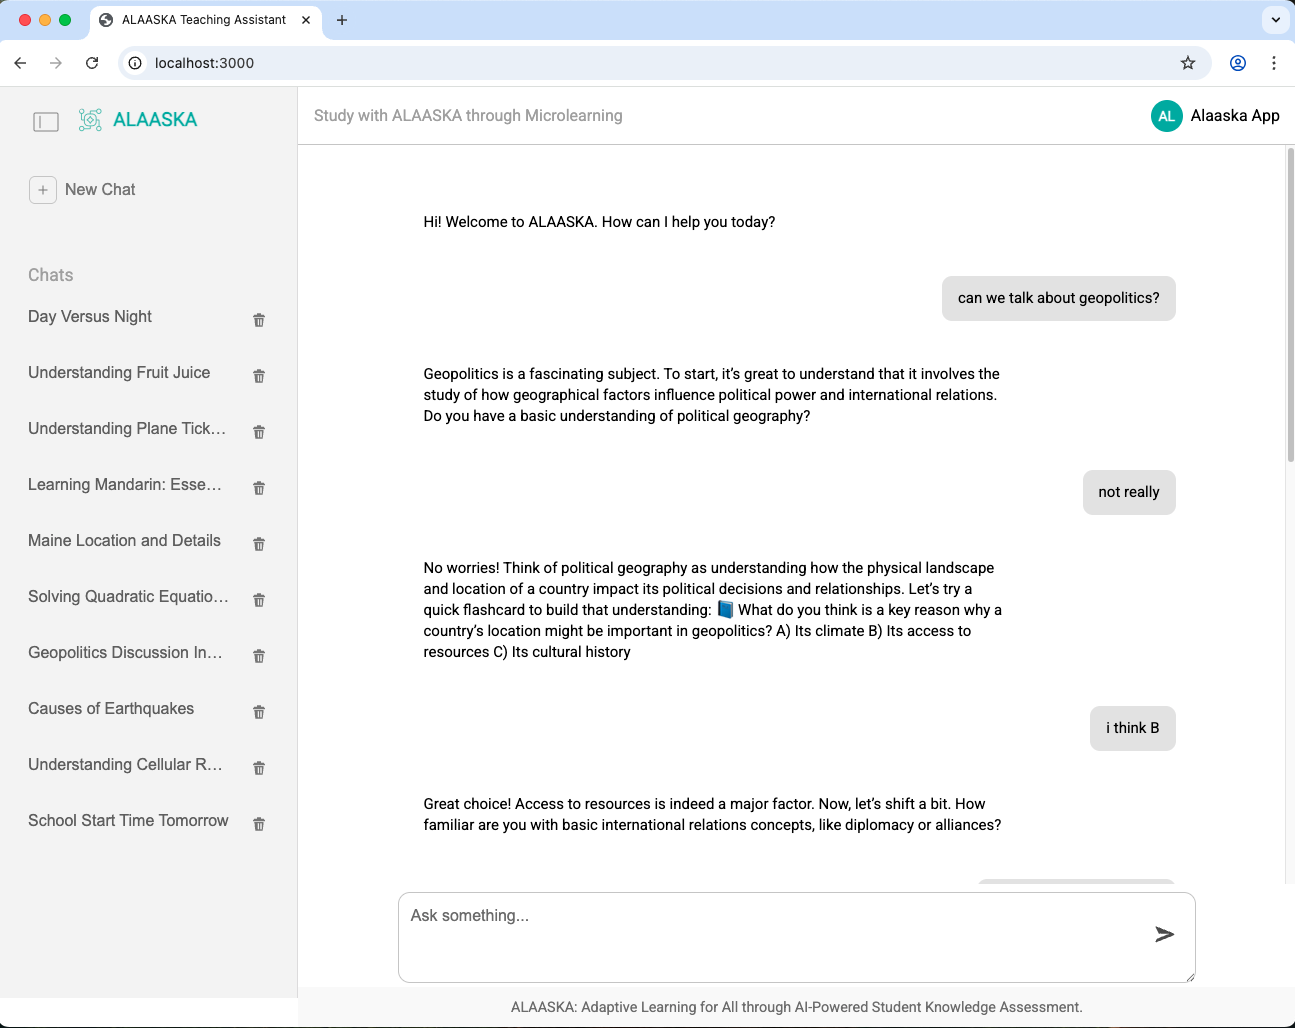 ALAASKA Teaching Assistant
localhost:3000
ALAASKA
New Chat
Chats
Day Versus Night
Understanding Fruit Juice
Understanding Plane Tick...
Learning Mandarin: Esse...
Maine Location and Details
Solving Quadratic Equatio...
Geopolitics Discussion In...
Causes of Earthquakes
Understanding Cellular R...
School Start Time Tomorrow
Study with ALAASKA through Microlearning
AL Alaaska App
Hi! Welcome to ALAASKA. How can I help you today?
can we talk about geopolitics?
Geopolitics is a fascinating subject. To start, it’s great to understand that it involves the
study of how geographical factors influence political power and international relations.
Do you have a basic understanding of political geography?
not really
No worries! Think of political geography as understanding how the physical landscape
and location of a country impact its political decisions and relationships. Let’s try a
quick flashcard to build that understanding: 📘 What do you think is a key reason why a
country’s location might be important in geopolitics? A) Its climate B) Its access to
resources C) Its cultural history
i think B
Great choice! Access to resources is indeed a major factor. Now, let’s shift a bit. How
familiar are you with basic international relations concepts, like diplomacy or alliances?
Ask something...
ALAASKA: Adaptive Learning for All through AI-Powered Student Knowledge Assessment.